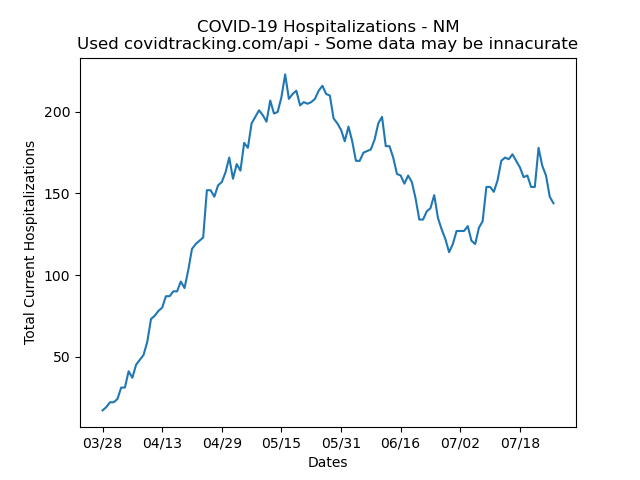 COVID-19 Hospitalizations - NM
Used covidtracking.com/api - Some data may be innacurate
Total Current Hospitalizations
200
150
100
50
03/28 04/13 04/29 05/15 05/31 06/16 07/02 07/18
Dates